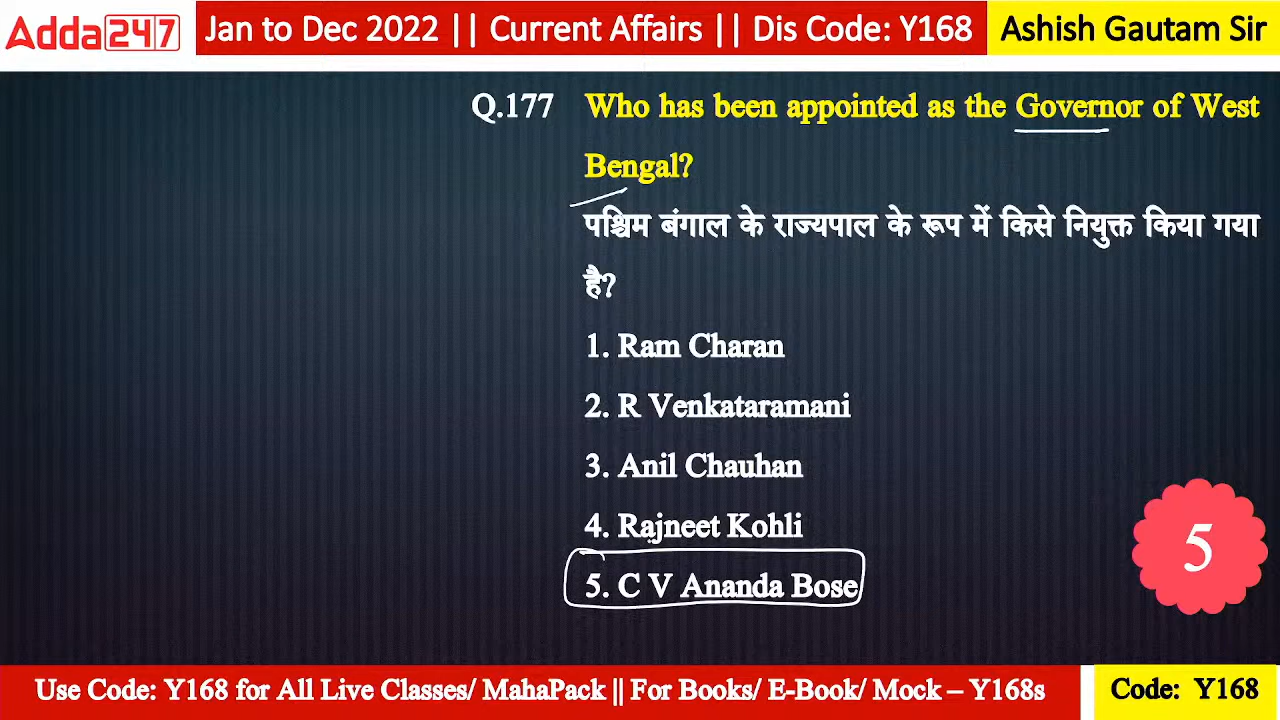 Adda247 Jan to Dec 2022 || Current Affairs || Dis Code: Y168 Ashish Gautam Sir
Q.177 Who has been appointed as the Governor of West
Bengal?
पश्चिम बंगाल के राज्यपाल के रूप में किसे नियुक्त किया गया
है?
1. Ram Charan
2. R Venkataramani
3. Anil Chauhan
4. Rajneet Kohli
5. C V Ananda Bose
5
Use Code: Y168 for All Live Classes/ MahaPack || For Books/ E-Book/ Mock – Y168s Code: Y168